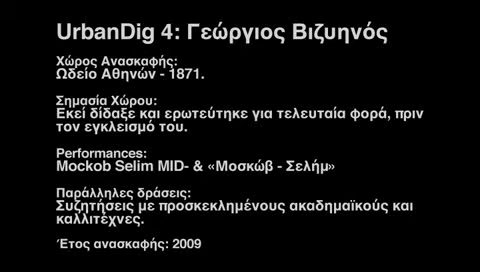 UrbanDig 4: Γεώργιος Βιζυηνός
Χώρος Ανασκαφής:
Ωδείο Αθηνών - 1871.
Σημασία Χώρου:
Εκεί δίδαξε και ερωτεύτηκε για τελευταία φορά, πριν
τον εγκλεισμό του.
Performances:
Mockob Selim MID- & «Μοσκώβ - Σελήμ»
Παράλληλες δράσεις:
Συζητήσεις με προσκεκλημένους ακαδημαϊκούς και
καλλιτέχνες.
Έτος ανασκαφής: 2009